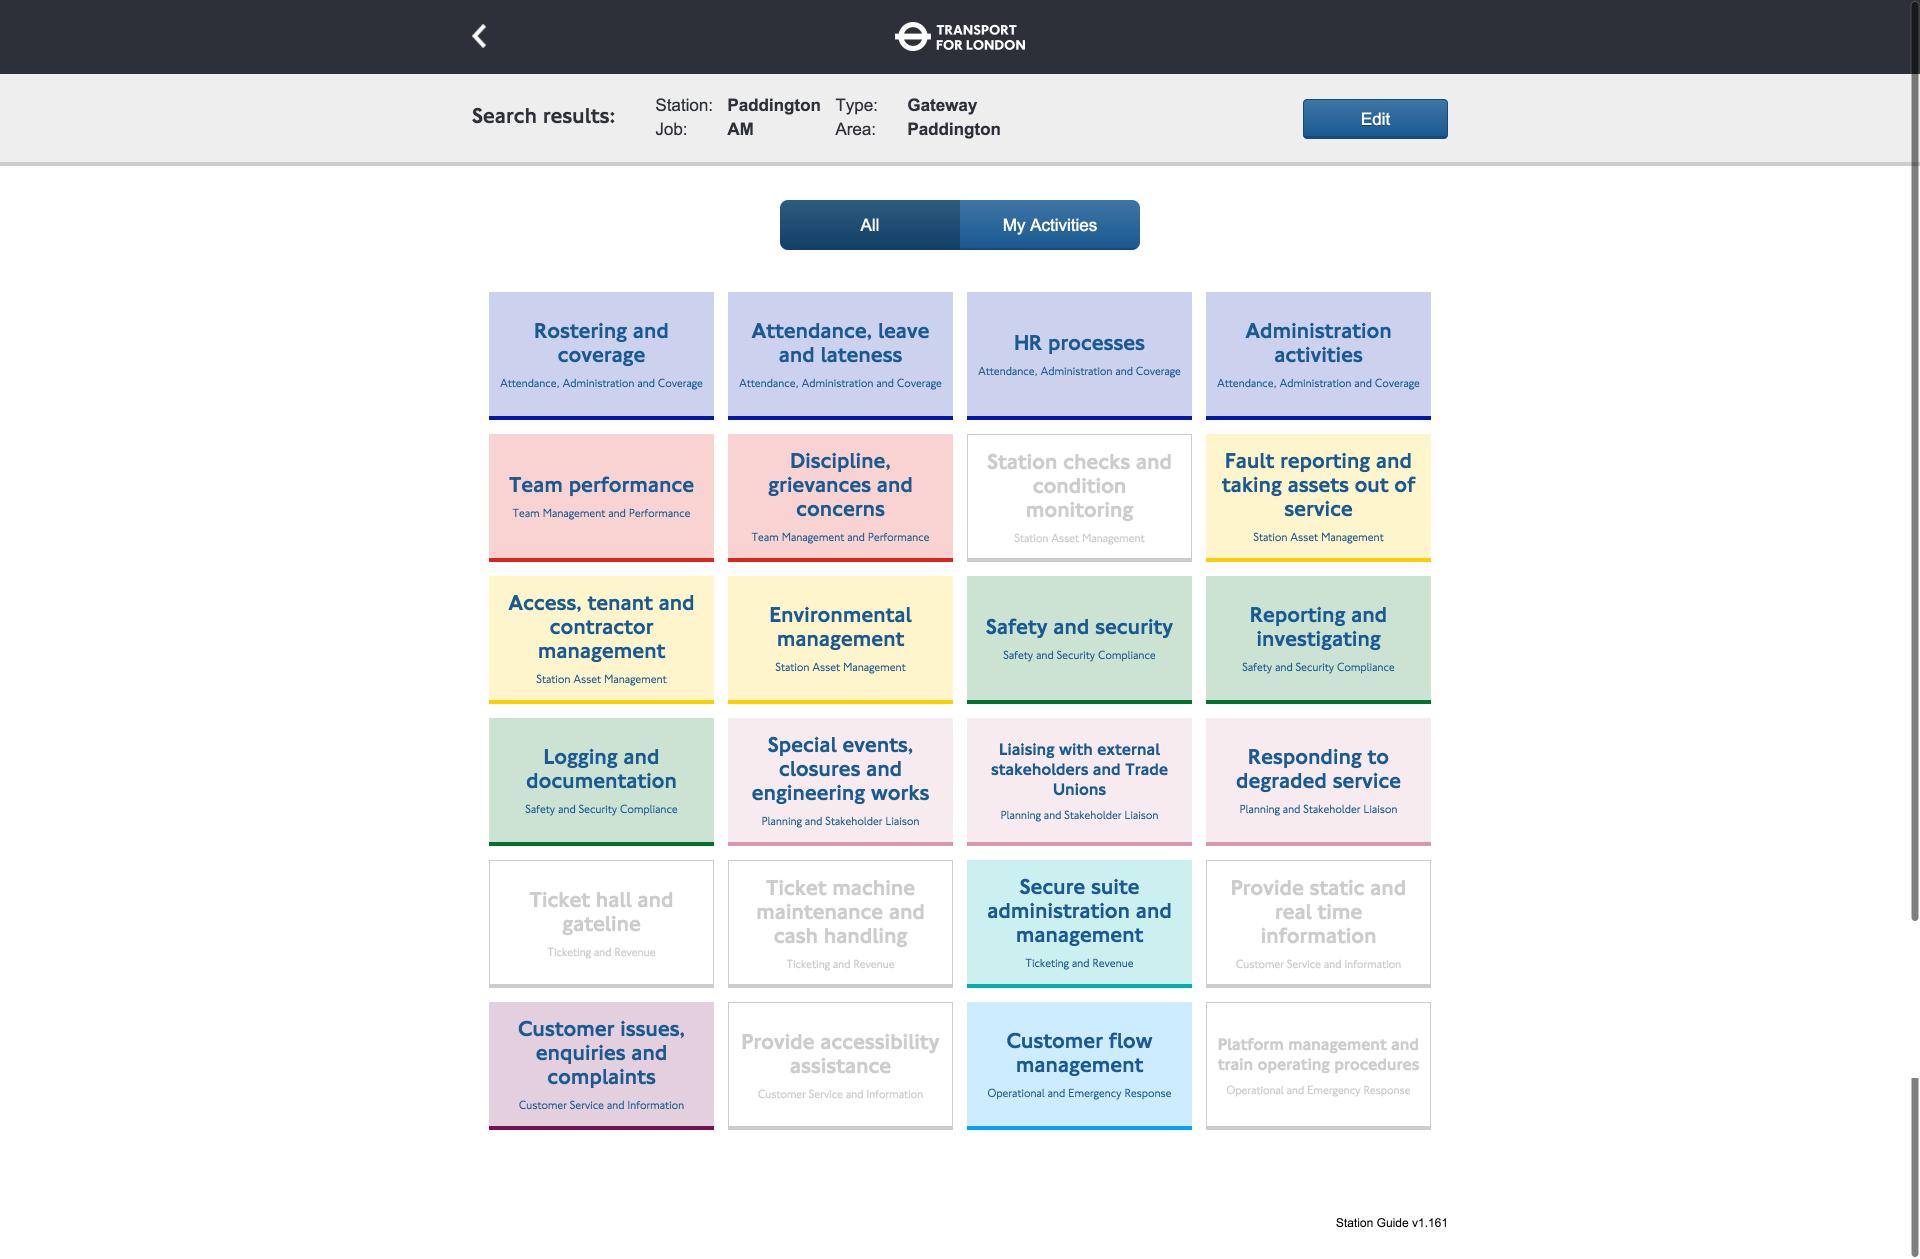 TRANSPORT
FOR LONDON
Search results:
Station: Paddington Type: Gateway
Job: AM Area: Paddington
Edit
All
My Activities
Rostering and
coverage
Attendance, Administration and Coverage
Attendance, leave
and lateness
Attendance, Administration and Coverage
HR processes
Attendance, Administration and Coverage
Administration
activities
Attendance, Administration and Coverage
Team performance
Team Management and Performance
Discipline,
grievances and
concerns
Team Management and Performance
Station checks and
condition
monitoring
Station Asset Management
Fault reporting and
taking assets out of
service
Station Asset Management
Access, tenant and
contractor
management
Station Asset Management
Environmental
management
Station Asset Management
Safety and security
Safety and Security Compliance
Reporting and
investigating
Safety and Security Compliance
Logging and
documentation
Safety and Security Compliance
Special events,
closures and
engineering works
Planning and Stakeholder Liaison
Liaising with external
stakeholders and Trade
Unions
Planning and Stakeholder Liaison
Responding to
degraded service
Planning and Stakeholder Liaison
Ticket hall and
gateline
Ticketing and Revenue
Ticket machine
maintenance and
cash handling
Ticketing and Revenue
Secure suite
administration and
management
Ticketing and Revenue
Provide static and
real time
information
Customer Service and Information
Customer issues,
enquiries and
complaints
Customer Service and Information
Provide accessibility
assistance
Customer Service and Information
Customer flow
management
Operational and Emergency Response
Platform management and
train operating procedures
Operational and Emergency Response
Station Guide v1.161